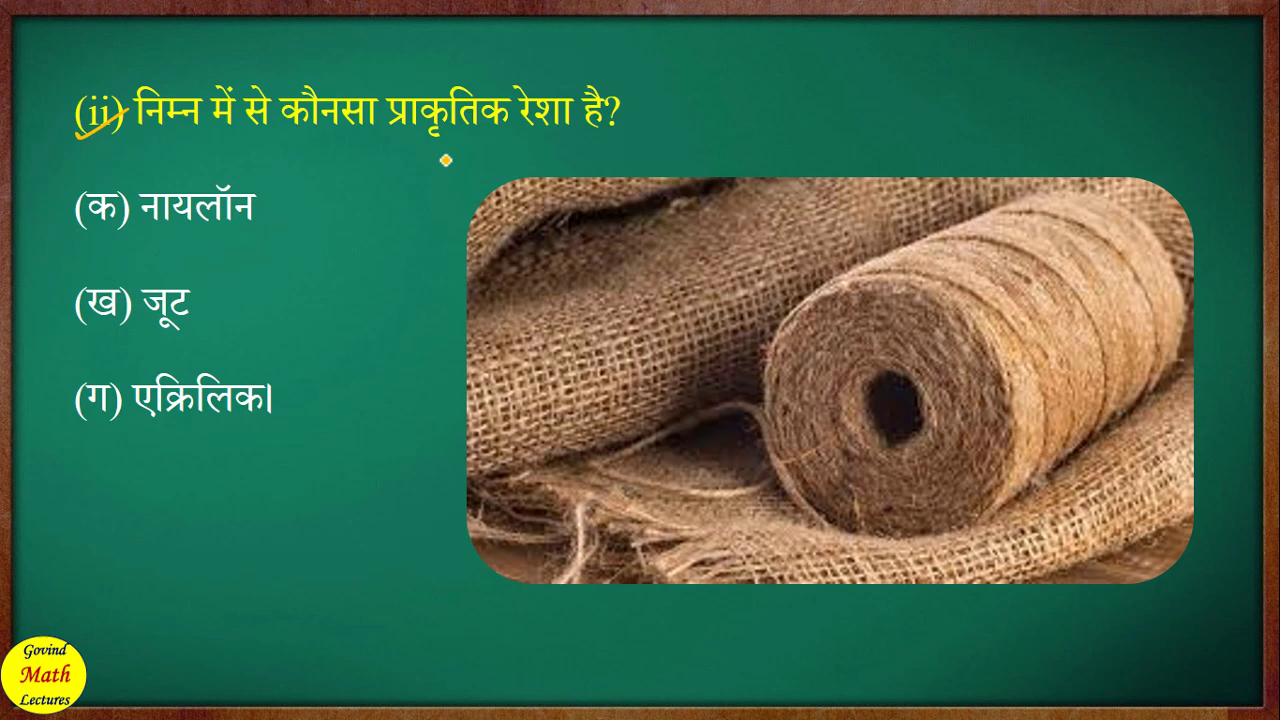 (ii) निम्न में से कौनसा प्राकृतिक रेशा है?
(क) नायलॉन
(ख) जूट
(ग) एक्रिलिक।
Govind
Math
Lectures